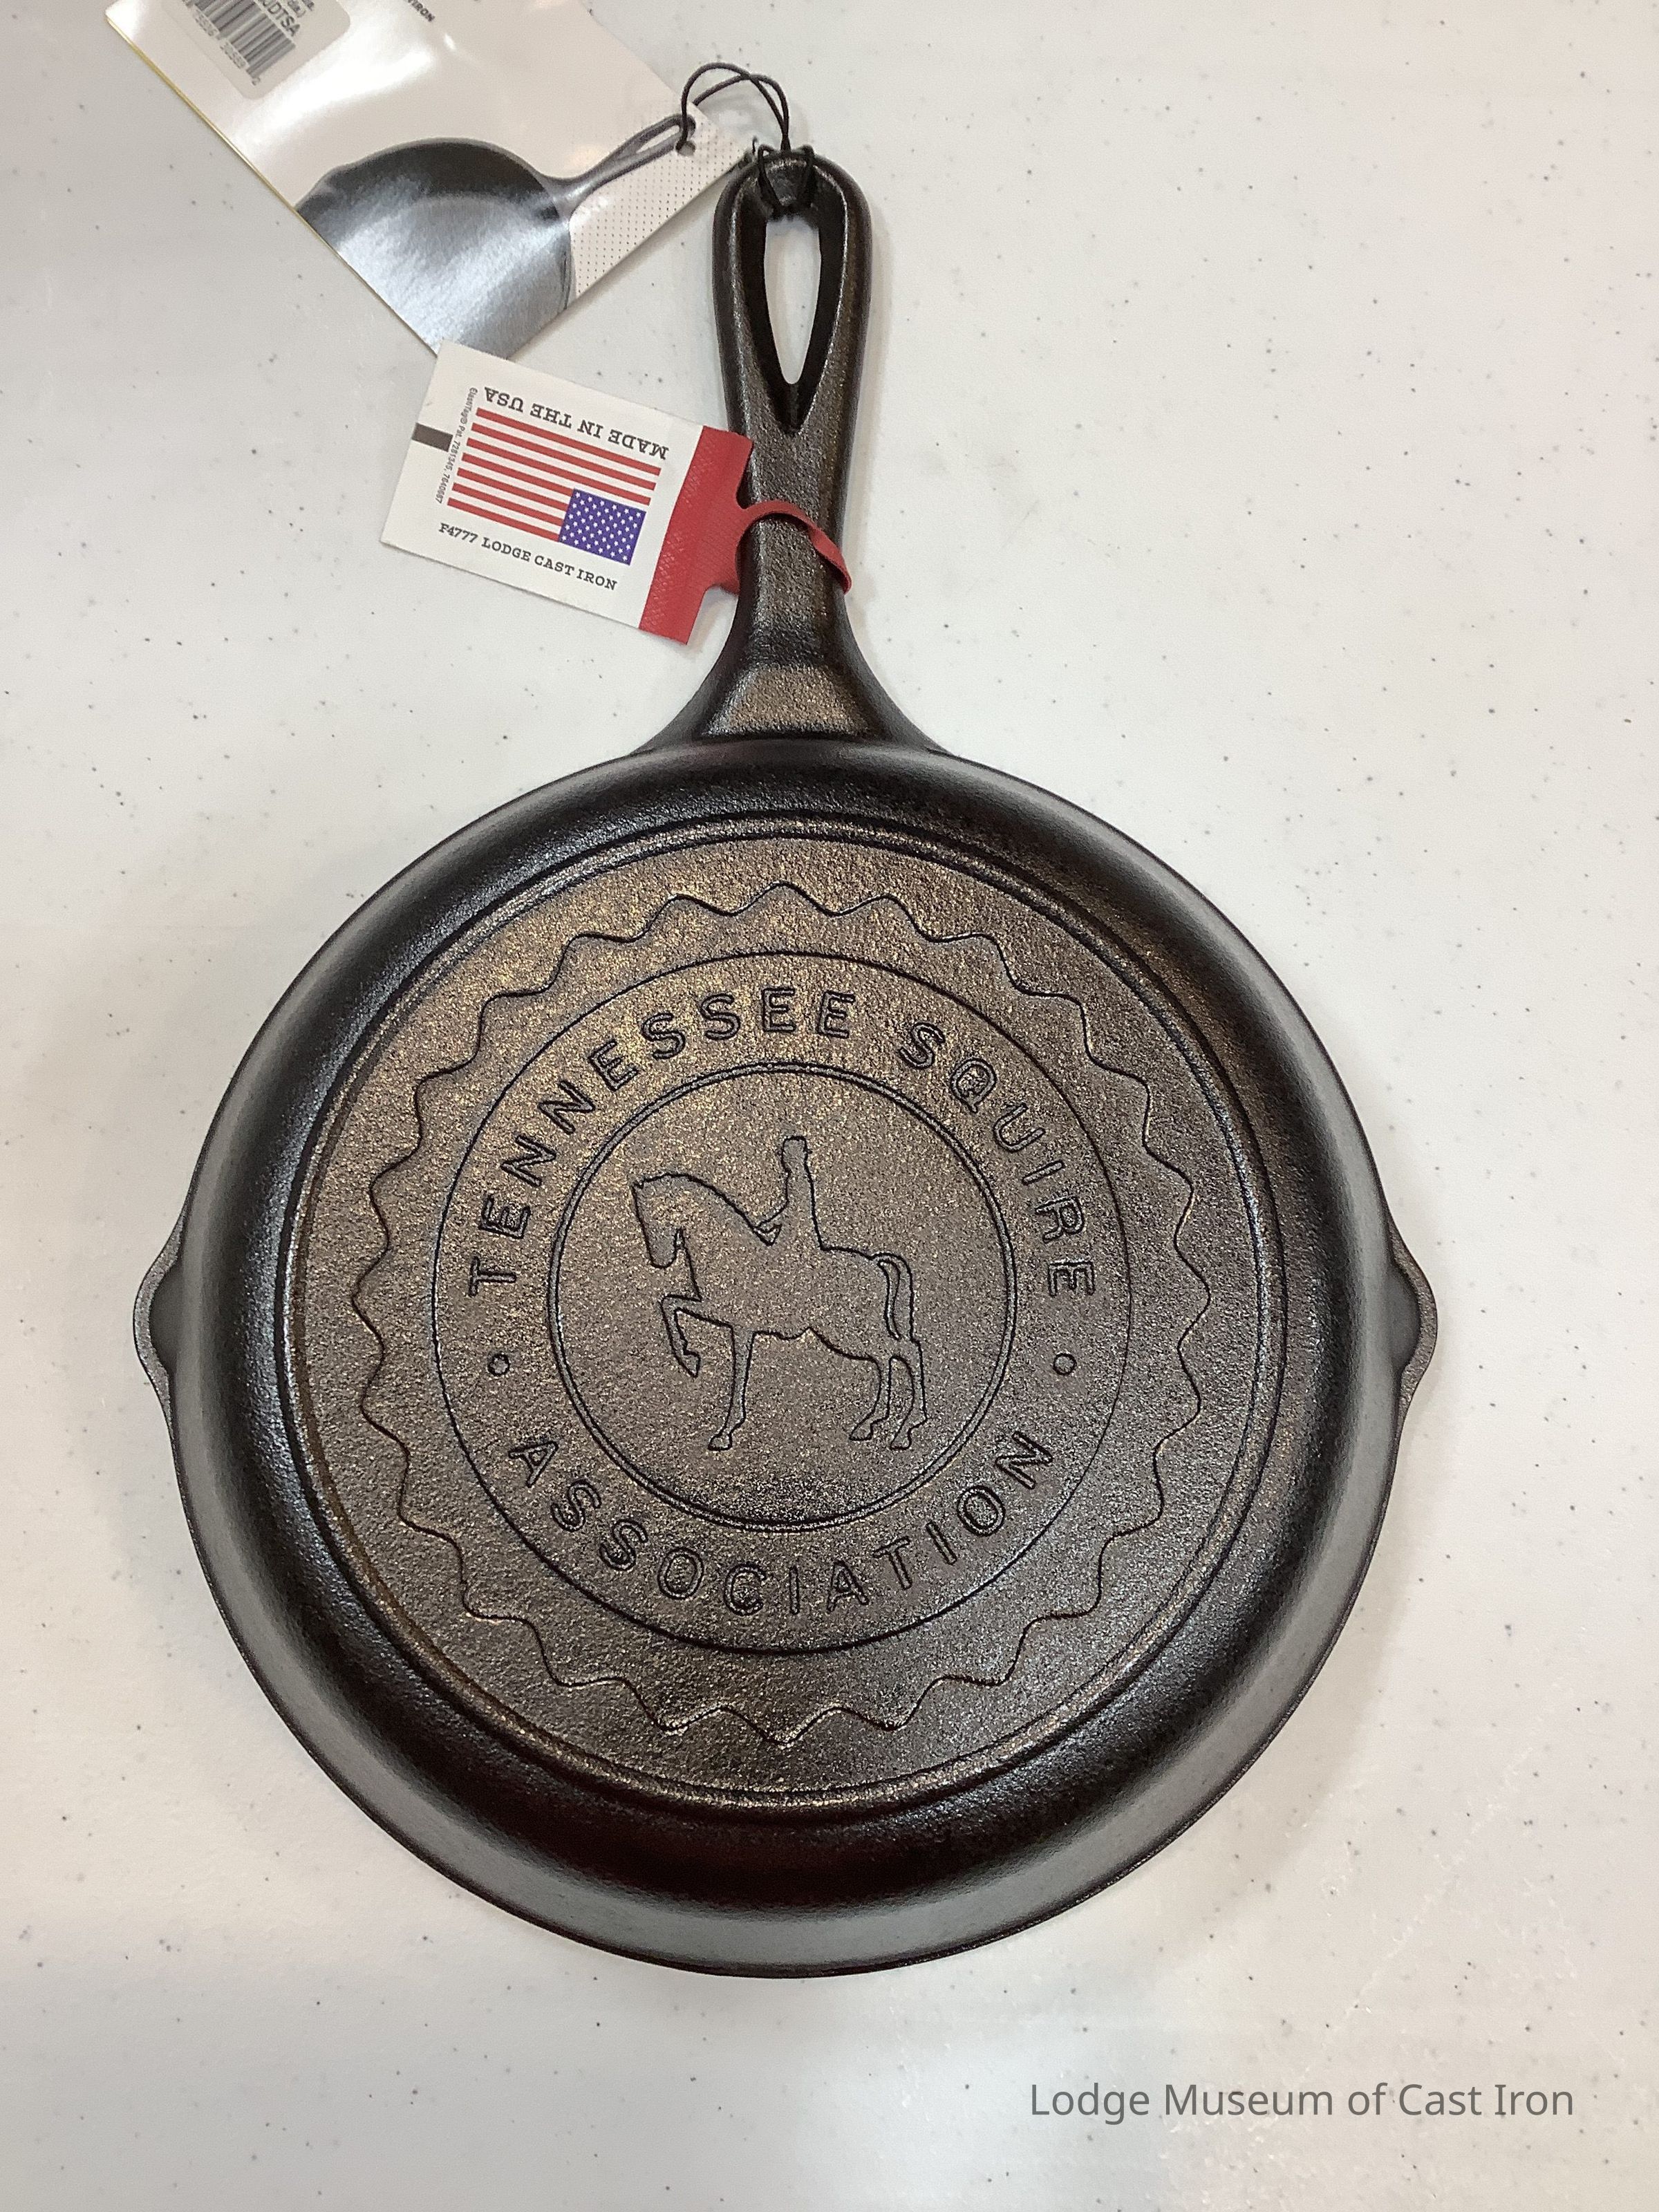 MADE IN THE USA
F4777 LODGE CAST IRON
TENNESSEE SQUIRE
ASSOCIATION
Lodge Museum of Cast Iron